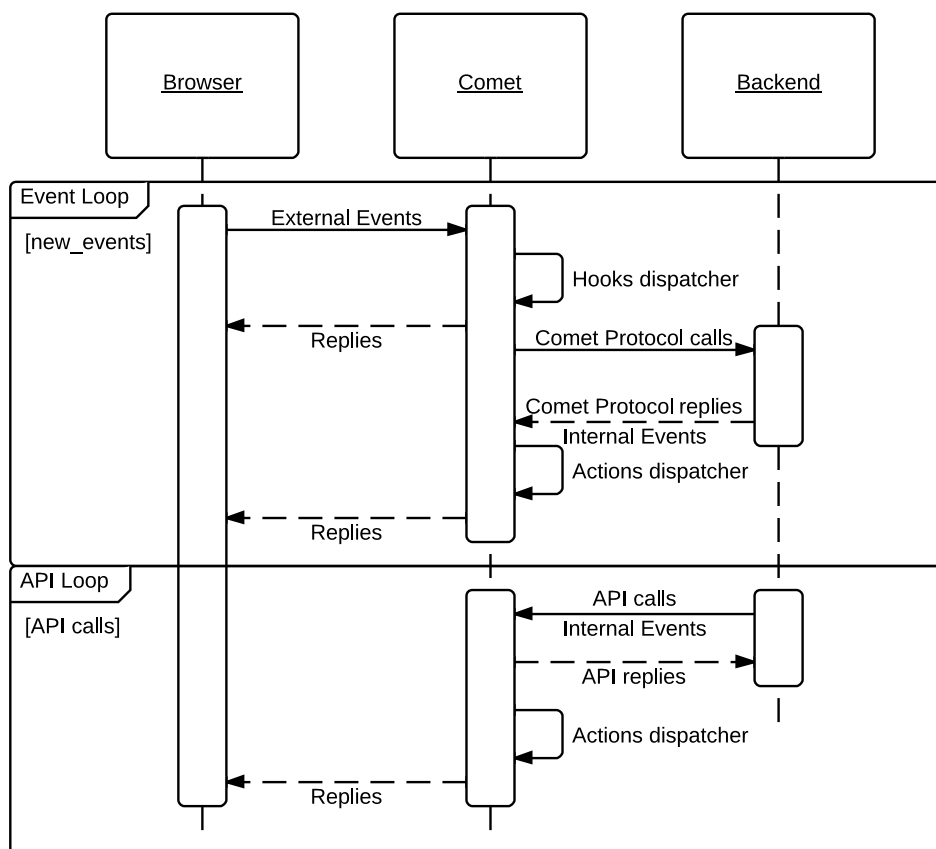 Browser
Comet
Backend
Event Loop
[new_events]
External Events
Hooks dispatcher
Replies
Comet Protocol calls
Comet Protocol replies
Internal Events
Actions dispatcher
Replies
API Loop
[API calls]
API calls
Internal Events
API replies
Actions dispatcher
Replies